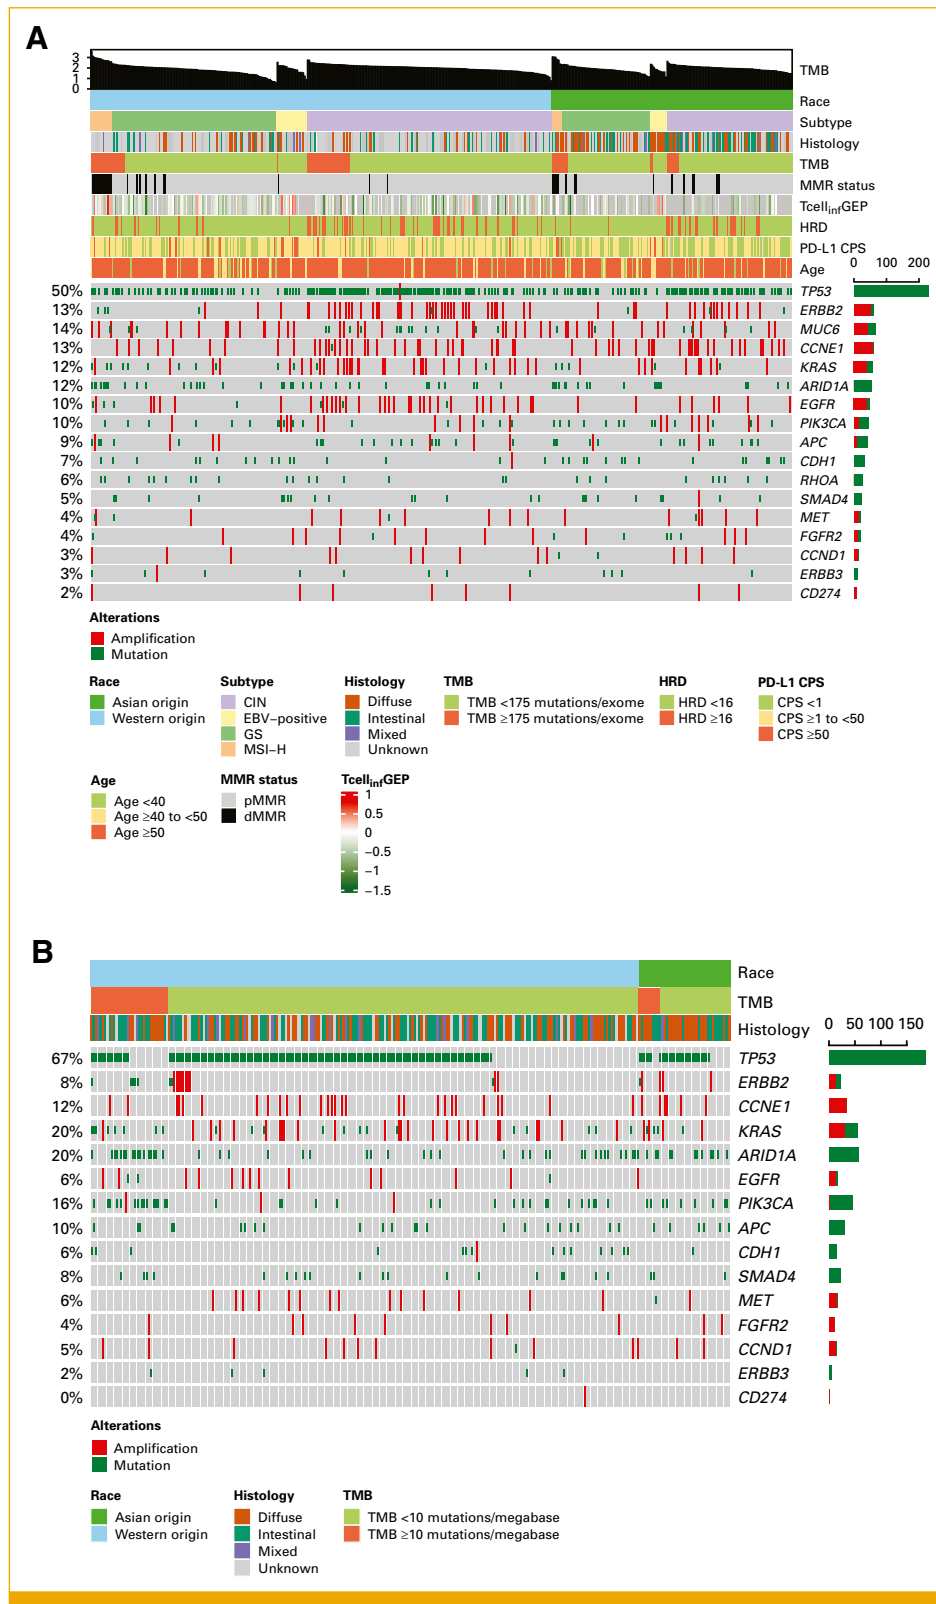 A
3
2
1
0
TMB
Race
Subtype
Histology
TMB
MMR status
TcellinfGEP
HRD
PD-L1 CPS
Age
0 100 200
50% TP53
13% ERBB2
14% MUC6
13% CCNE1
12% KRAS
12% ARID1A
10% EGFR
10% PIK3CA
9% APC
7% CDH1
6% RHOA
5% SMAD4
4% MET
4% FGFR2
3% CCND1
3% ERBB3
2% CD274
Alterations
Amplification
Mutation
Race Subtype Histology TMB HRD PD-L1 CPS
Asian origin CIN Diffuse TMB <175 mutations/exome HRD <16 CPS <1
Western origin EBV–positive Intestinal TMB ≥175 mutations/exome HRD ≥16 CPS ≥1 to <50
GS Mixed CPS ≥50
MSI–H Unknown
Age MMR status TcellinfGEP
Age <40 pMMR 1
Age ≥40 to <50 dMMR 0.5
Age ≥50 0
−0.5
−1
−1.5
B
Race
TMB
Histology 0 50 100 150
67% TP53
8% ERBB2
12% CCNE1
20% KRAS
20% ARID1A
6% EGFR
16% PIK3CA
10% APC
6% CDH1
8% SMAD4
6% MET
4% FGFR2
5% CCND1
2% ERBB3
0% CD274
Alterations
Amplification
Mutation
Race Histology TMB
Asian origin Diffuse TMB <10 mutations/megabase
Western origin Intestinal TMB ≥10 mutations/megabase
Mixed
Unknown